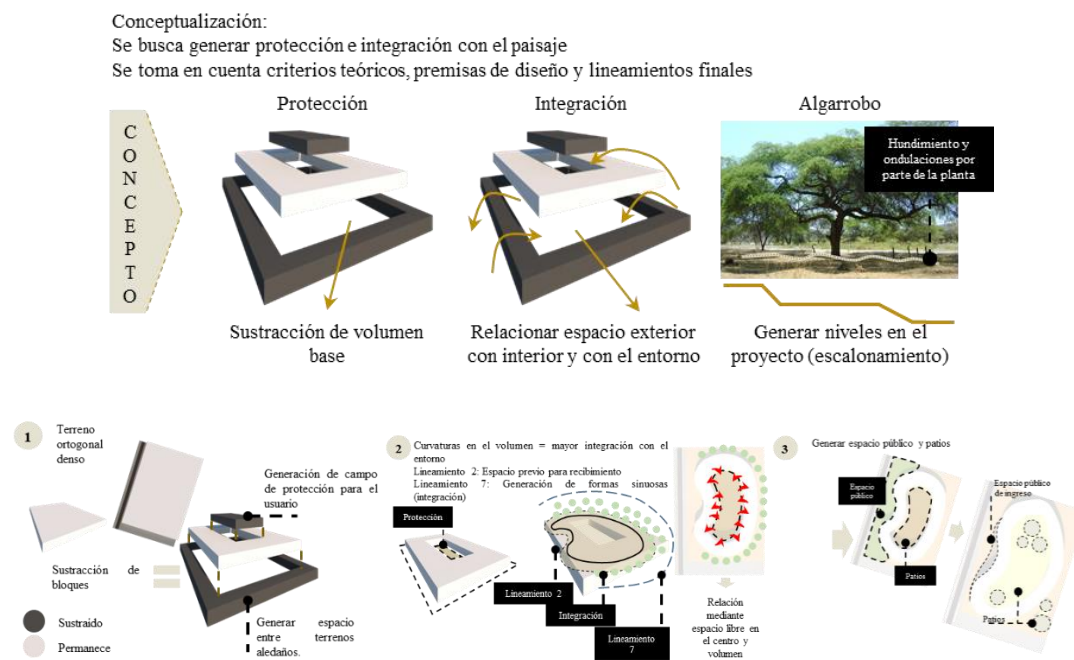 Conceptualización:
Se busca generar protección e integración con el paisaje
Se toma en cuenta criterios teóricos, premisas de diseño y lineamientos finales
C
O
N
C
E
P
T
O
Protección
Integración
Algarrobo
Hundimiento y
ondulaciones por
parte de la planta
Sustracción de volumen
base
Relacionar espacio exterior
con interior y con el entorno
Generar niveles en el
proyecto (escalonamiento)
1
Terreno
ortogonal
denso
Generación de campo
de protección para el
usuario
Sustracción de
bloques
Sustraido
Permanece
Generar espacio
entre terrenos
aledaños.
2
Curvaturas en el volumen = mayor integración con el
entorno
Lineamiento 2: Espacio previo para recibimiento
Lineamiento 7: Generación de formas sinuosas
(integración)
Protección
Lineamiento 2
Integración
Lineamiento
7
Relación
mediante
espacio libre en
el centro y
volumen
3
Generar espacio público y patios
Espacio
público
Patios
Espacio público
de ingreso
Patios